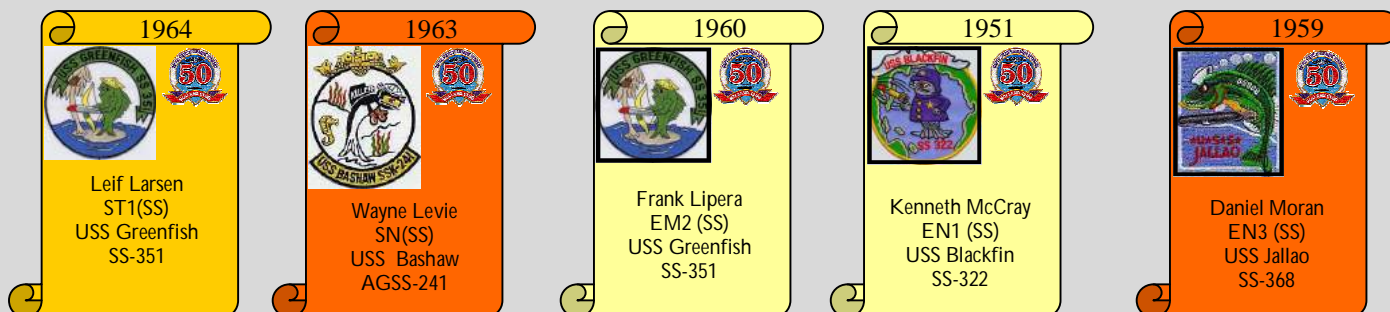 1964
USS GREENFISH SS 351
50
Leif Larsen
ST1(SS)
USS Greenfish
SS-351
1963
USS BASHAW SSK-241
50
Wayne Levie
SN(SS)
USS  Bashaw
AGSS-241
1960
USS GREENFISH SS 351
50
Frank Lipera
EM2 (SS)
USS Greenfish
SS-351
1951
USS BLACKFIN
SS 322
50
Kenneth McCray
EN1 (SS)
USS Blackfin
SS-322
1959
U*S*S*
JALLAO
50
Daniel Moran
EN3 (SS)
USS Jallao
SS-368